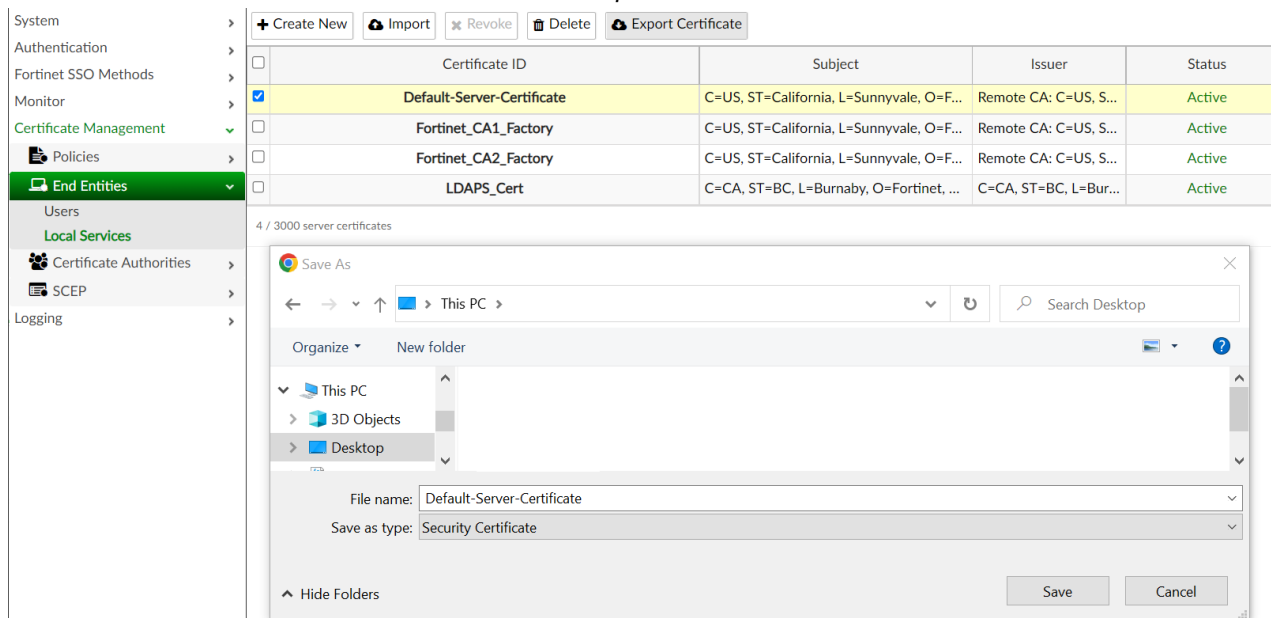 System
Authentication
Fortinet SSO Methods
Monitor
Certificate Management
Policies
End Entities
Users
Local Services
Certificate Authorities
SCEP
Logging
Create New Import Revoke Delete Export Certificate
Certificate ID Subject Issuer Status
Default-Server-Certificate C=US, ST=California, L=Sunnyvale, O=F... Remote CA: C=US, S... Active
Fortinet_CA1_Factory C=US, ST=California, L=Sunnyvale, O=F... Remote CA: C=US, S... Active
Fortinet_CA2_Factory C=US, ST=California, L=Sunnyvale, O=F... Remote CA: C=US, S... Active
LDAPS_Cert C=CA, ST=BC, L=Burnaby, O=Fortinet, ... C=CA, ST=BC, L=Bur... Active
4 / 3000 server certificates
Save As
This PC
Search Desktop
Organize New folder
This PC
3D Objects
Desktop
File name: Default-Server-Certificate
Save as type: Security Certificate
Hide Folders Save Cancel